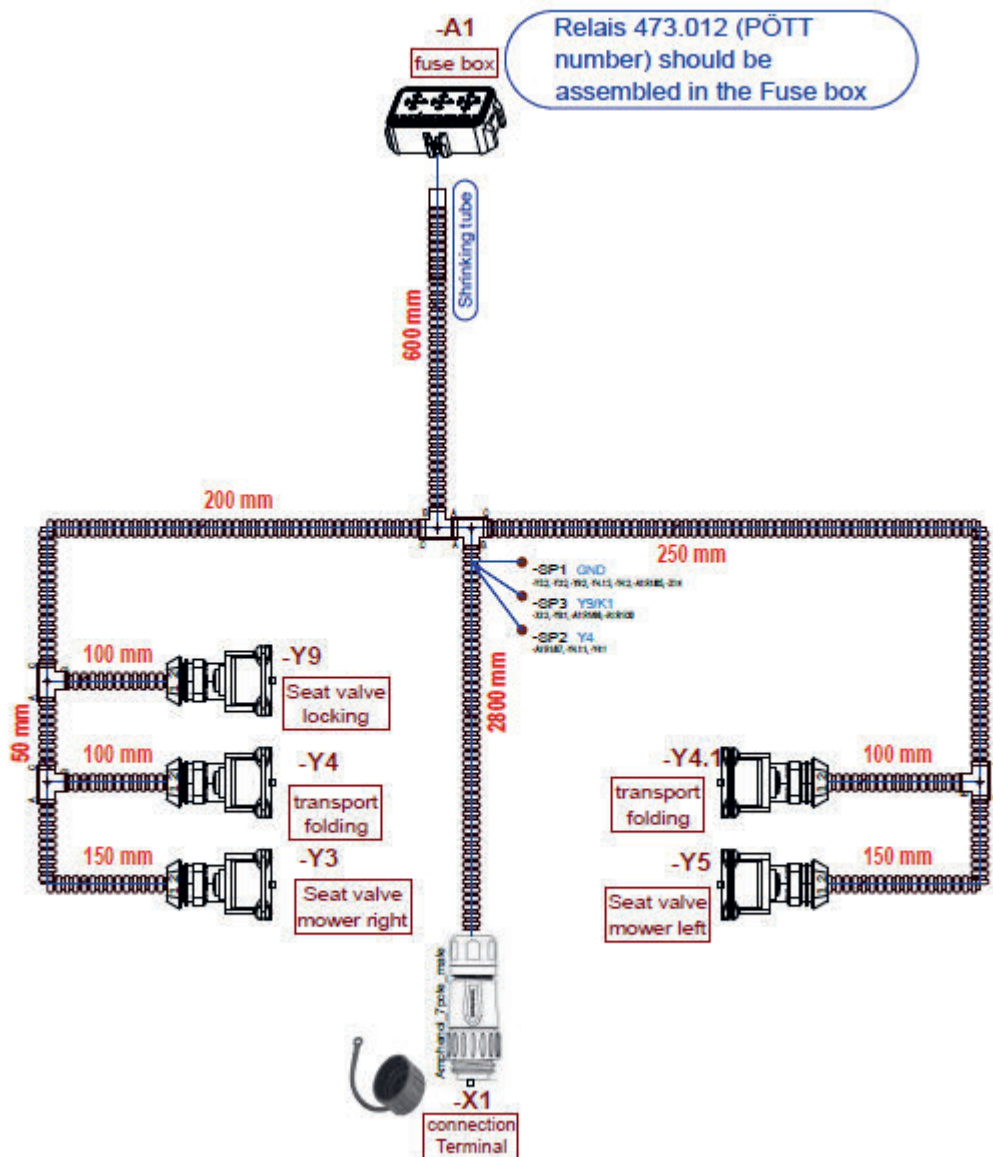 -A1
fuse box
Relais 473.012 (PÖTT
number) should be
assembled in the Fuse box
Shrinking tube
600 mm
200 mm
250 mm
-SP1 GND
-SP3 Y9/K1
-SP2 Y4
2800 mm
100 mm
-Y9
Seat valve
locking
50 mm
100 mm
-Y4
transport
folding
150 mm
-Y3
Seat valve
mower right
-Y4.1
transport
folding
100 mm
-Y5
Seat valve
mower left
150 mm
-X1
connection
Terminal